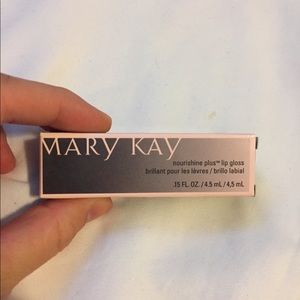 MARY KAY
nourishine plus™ lip gloss
brillant pour les lèvres / brillo labial
.15 FL. OZ. / 4.5 mL / 4,5 mL